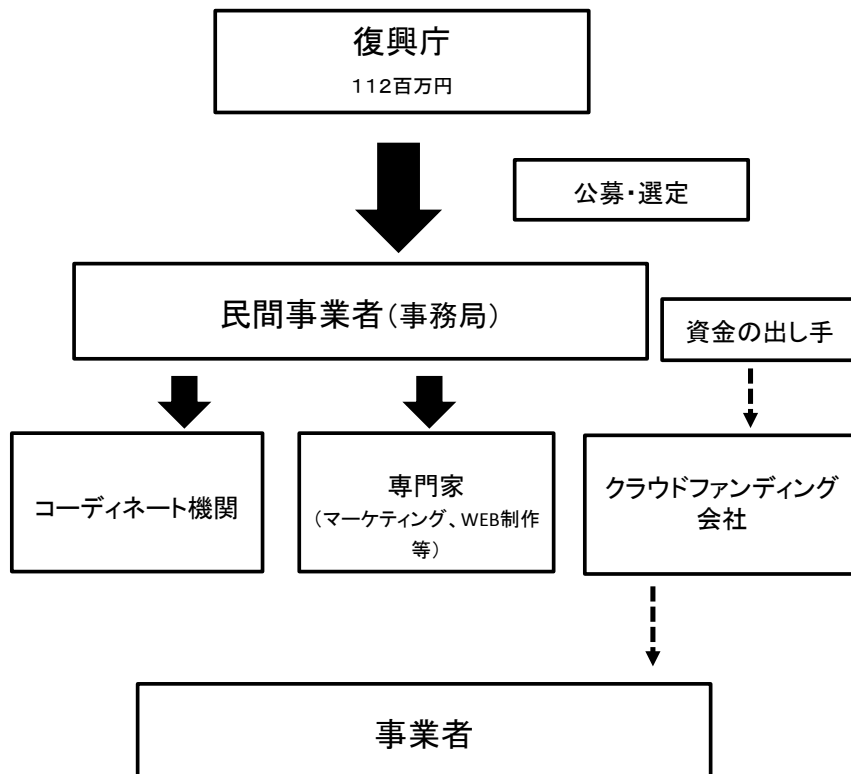 復興庁
112百万円
公募・選定
民間事業者（事務局）
資金の出し手
コーディネート機関
専門家
（マーケティング、WEB制作
等）
クラウドファンディング
会社
事業者